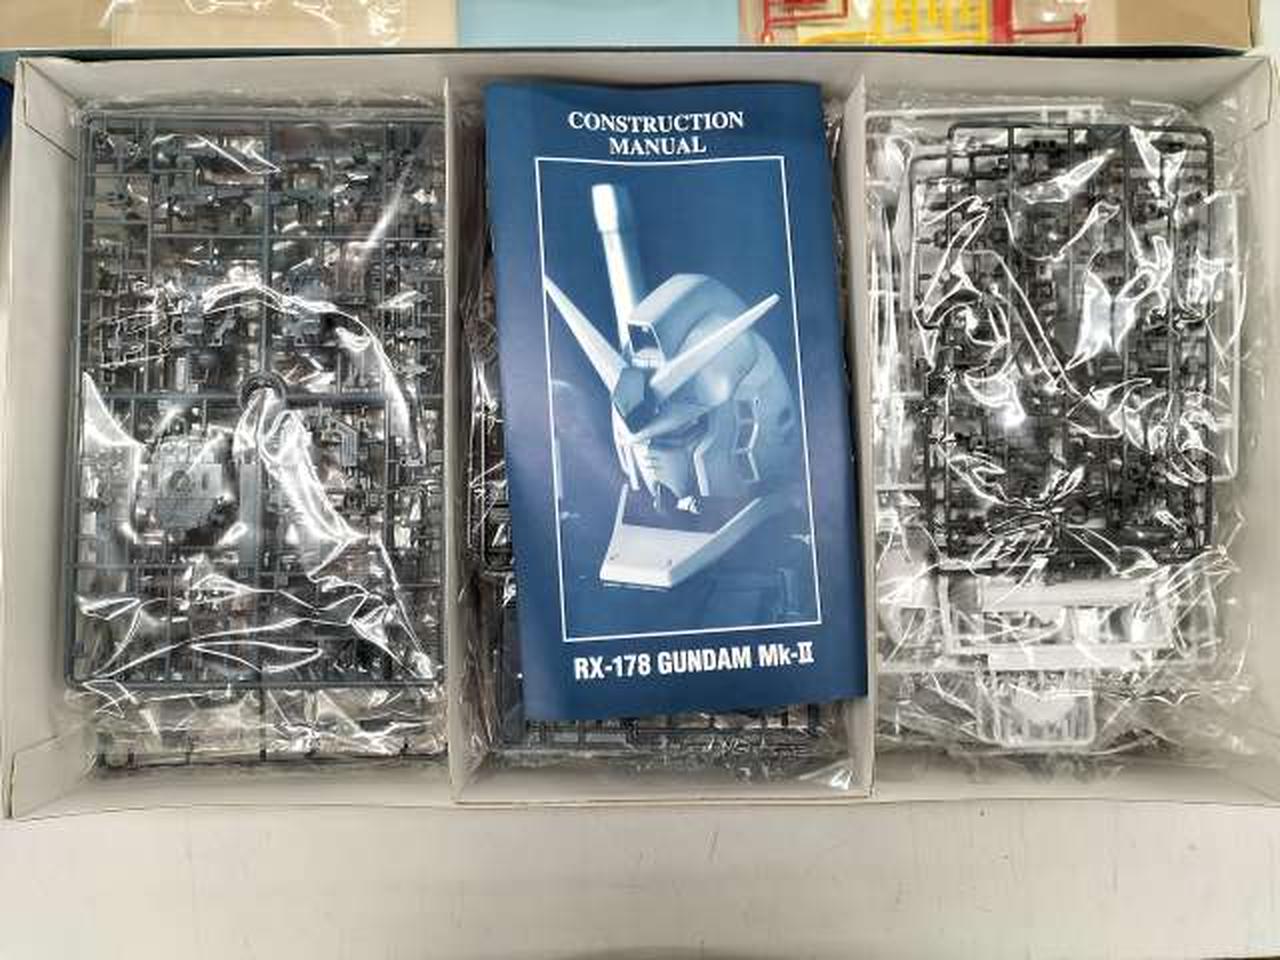 CONSTRUCTION
MANUAL
RX-178 GUNDAM Mk-II